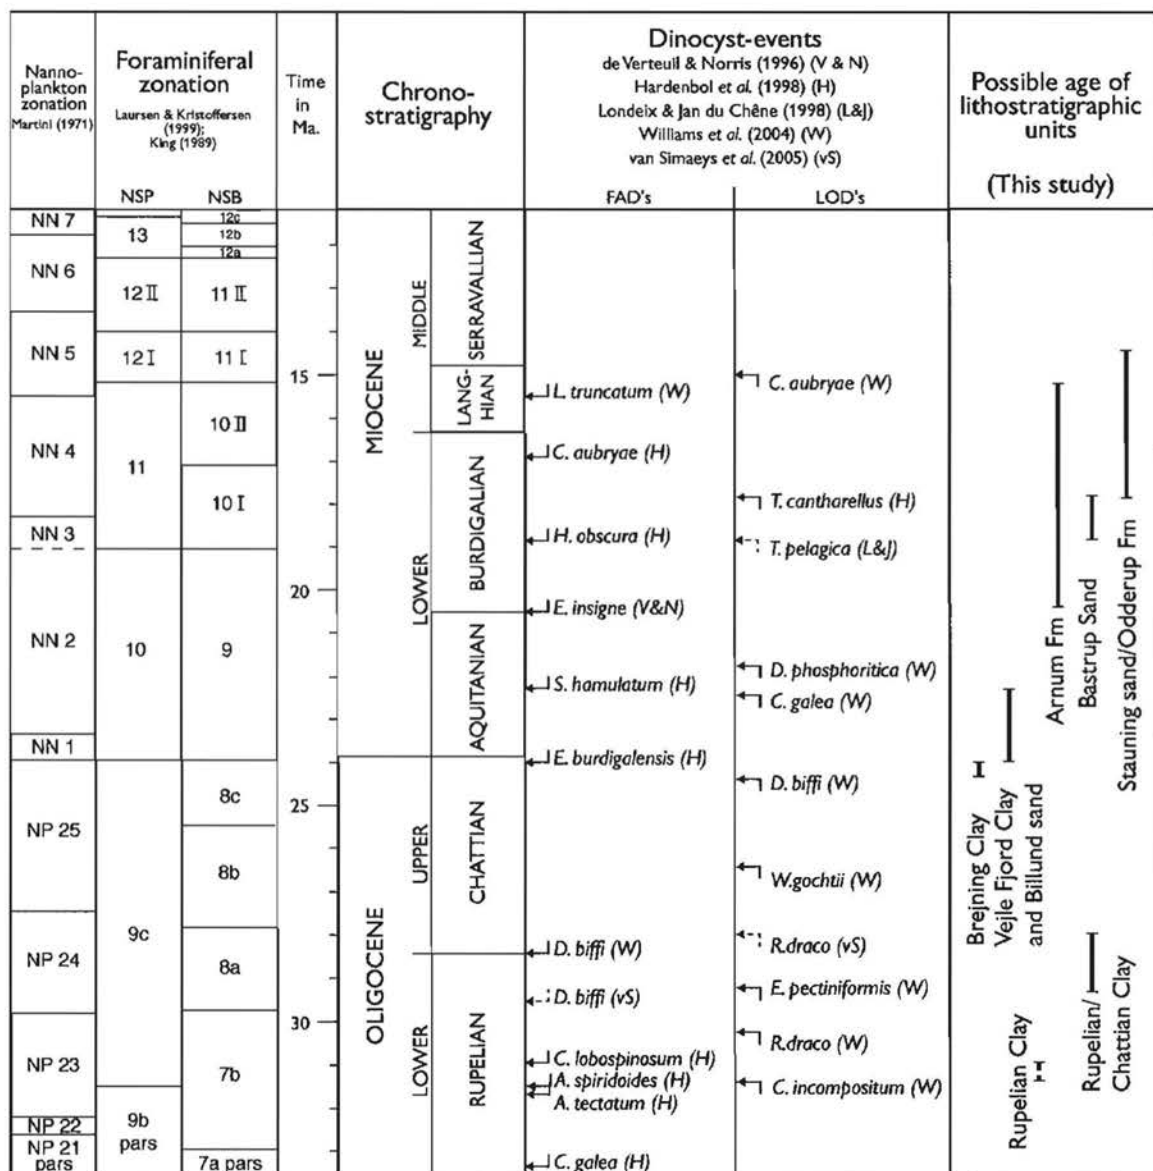 Nanno-
plankton
zonation
Martini (1971)
Foraminiferal
zonation
Laursen & Kristoffersen
(1999);
King (1989)
NSP
NSB
Time
in
Ma.
Chrono-
stratigraphy
Dinocyst-events
de Verteuil & Norris (1996) (V & N)
Hardenbol et al. (1998) (H)
Londeix & Jan du Chêne (1998) (L&J)
Williams et al. (2004) (W)
van Simaeys et al. (2005) (vS)
FAD's
LOD's
Possible age of
lithostratigraphic
units
(This study)
NN 7
NN 6
NN 5
NN 4
NN 3
NN 2
NN 1
NP 25
NP 24
NP 23
NP 22
NP 21
pars
13
12 II
12 I
11
10
9c
9b
pars
12c
12b
12a
11 II
11 I
10 II
10 I
9
8c
8b
8a
7b
7a pars
15
20
25
30
MIOCENE
OLIGOCENE
MIDDLE
LOWER
UPPER
LOWER
SERRAVALLIAN
LANG-
HIAN
BURDIGALIAN
AQUITANIAN
CHATTIAN
RUPELIAN
L. truncatum (W)
C. aubryae (H)
H. obscura (H)
E. insigne (V&N)
S. hamulatum (H)
E. burdigalensis (H)
D. biffi (W)
D. biffi (vS)
C. lobospinosum (H)
A. spiridoides (H)
A. tectatum (H)
C. galea (H)
C. aubryae (W)
T. cantharellus (H)
T. pelagica (L&J)
D. phosphoritica (W)
C. galea (W)
D. biffi (W)
W.gochtii (W)
R.draco (vS)
E. pectiniformis (W)
R.draco (W)
C. incompositum (W)
Brejning Clay
Vejle Fjord Clay
and Billund sand
Arnum Fm
Bastrup Sand
Stauning sand/Odderup Fm
Rupelian Clay
Rupelian/
Chattian Clay